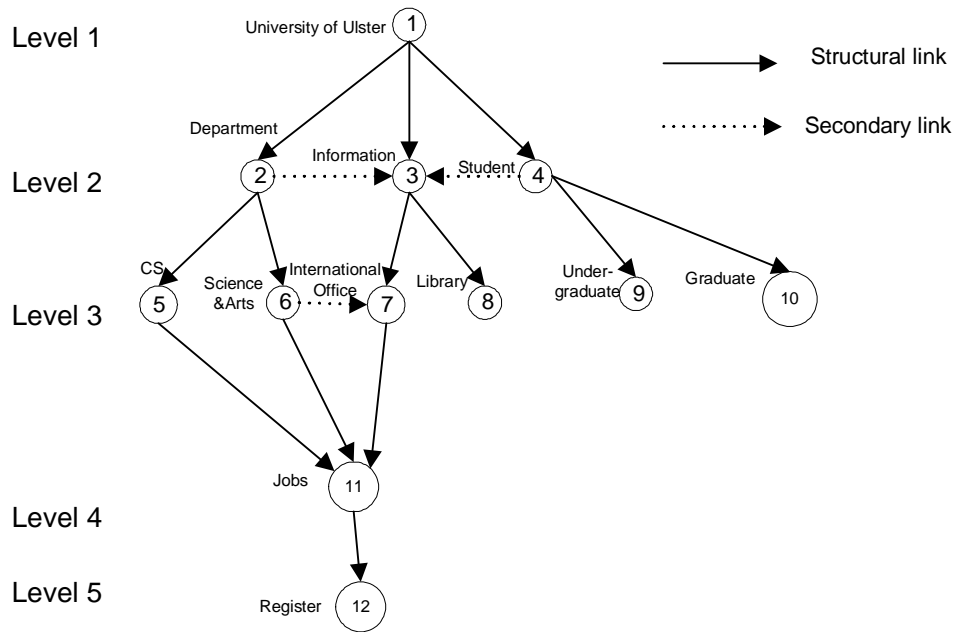 Level 1
University of Ulster
1
Structural link
Secondary link
Department
Information
Student
Level 2
2
3
4
CS
Science
&Arts
International
Office
Library
Under-
graduate
Graduate
Level 3
5
6
7
8
9
10
Jobs
11
Level 4
Level 5
Register
12